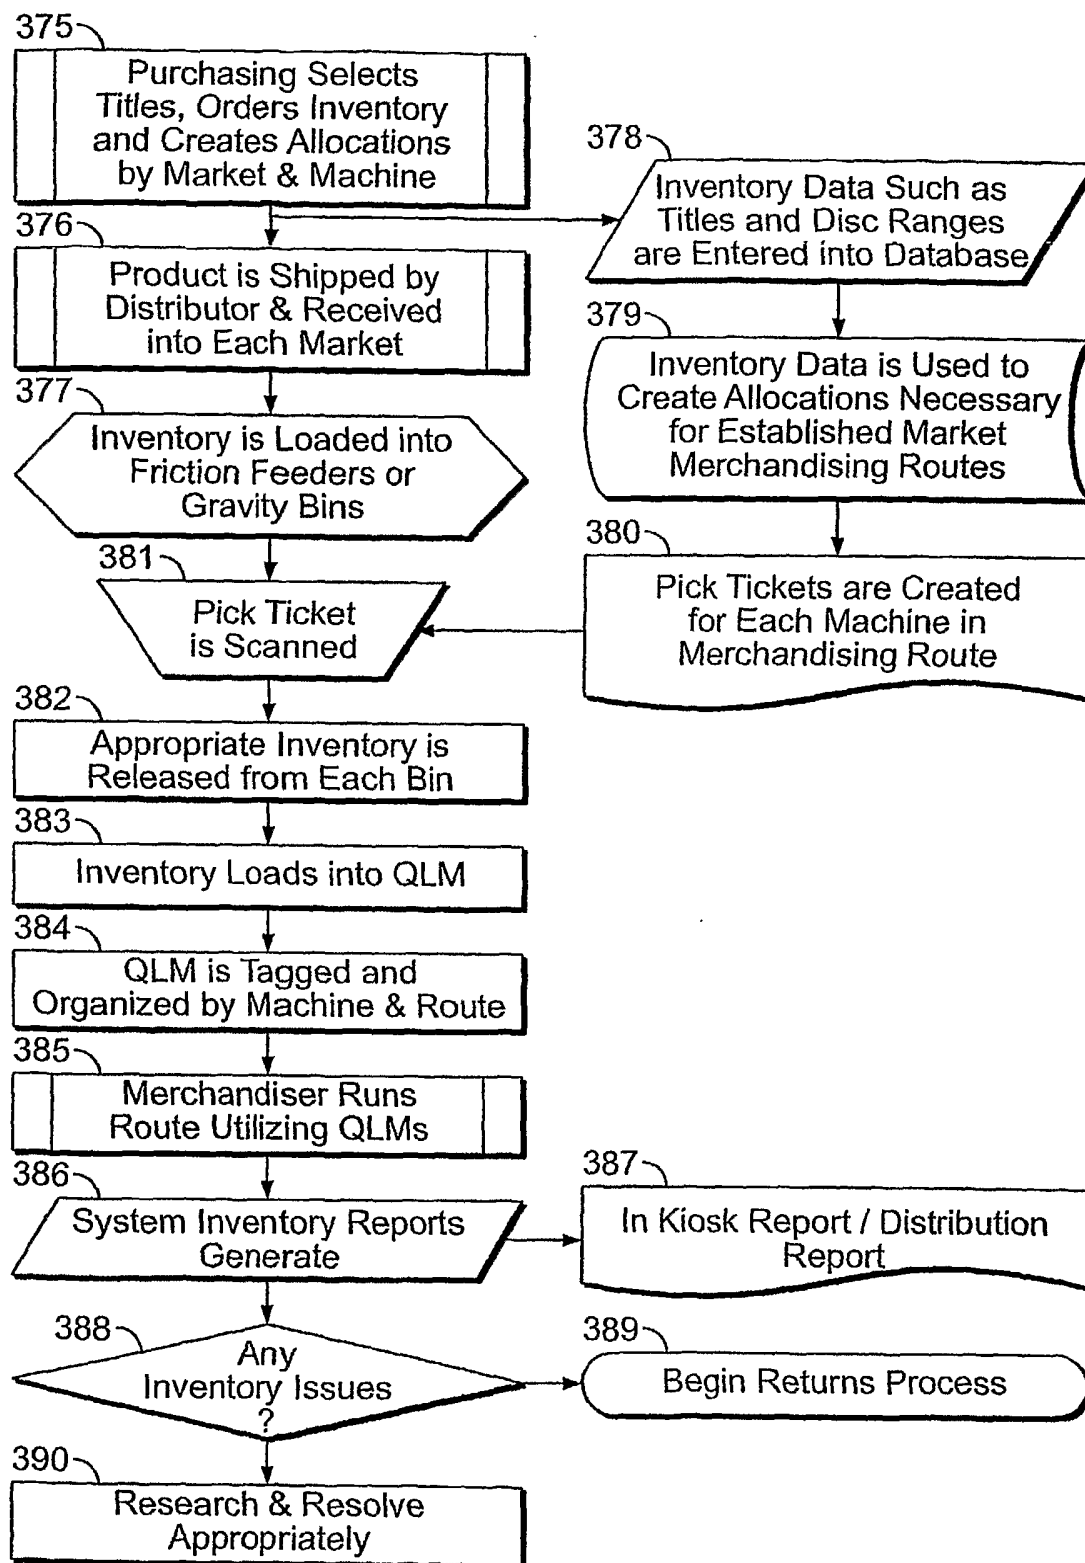 375
Purchasing Selects
Titles, Orders Inventory
and Creates Allocations
by Market & Machine
376
Product is Shipped by
Distributor & Received
into Each Market
377
Inventory is Loaded into
Friction Feeders or
Gravity Bins
378
Inventory Data Such as
Titles and Disc Ranges
are Entered into Database
379
Inventory Data is Used to
Create Allocations Necessary
for Established Market
Merchandising Routes
380
Pick Tickets are Created
for Each Machine in
Merchandising Route
381
Pick Ticket
is Scanned
382
Appropriate Inventory is
Released from Each Bin
383
Inventory Loads into QLM
384
QLM is Tagged and
Organized by Machine & Route
385
Merchandiser Runs
Route Utilizing QLMs
386
System Inventory Reports
Generate
387
In Kiosk Report / Distribution
Report
388
Any
Inventory Issues
?
389
Begin Returns Process
390
Research & Resolve
Appropriately